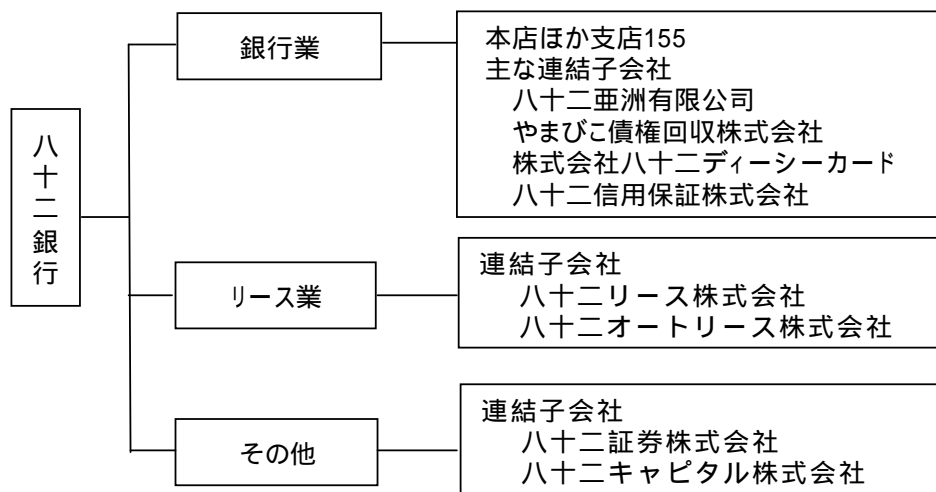 八十二銀行
銀行業
本店ほか支店155
主な連結子会社
八十二亜洲有限公司
やまびこ債権回収株式会社
株式会社八十二ディーシーカード
八十二信用保証株式会社
リース業
連結子会社
八十二リース株式会社
八十二オートリース株式会社
その他
連結子会社
八十二証券株式会社
八十二キャピタル株式会社